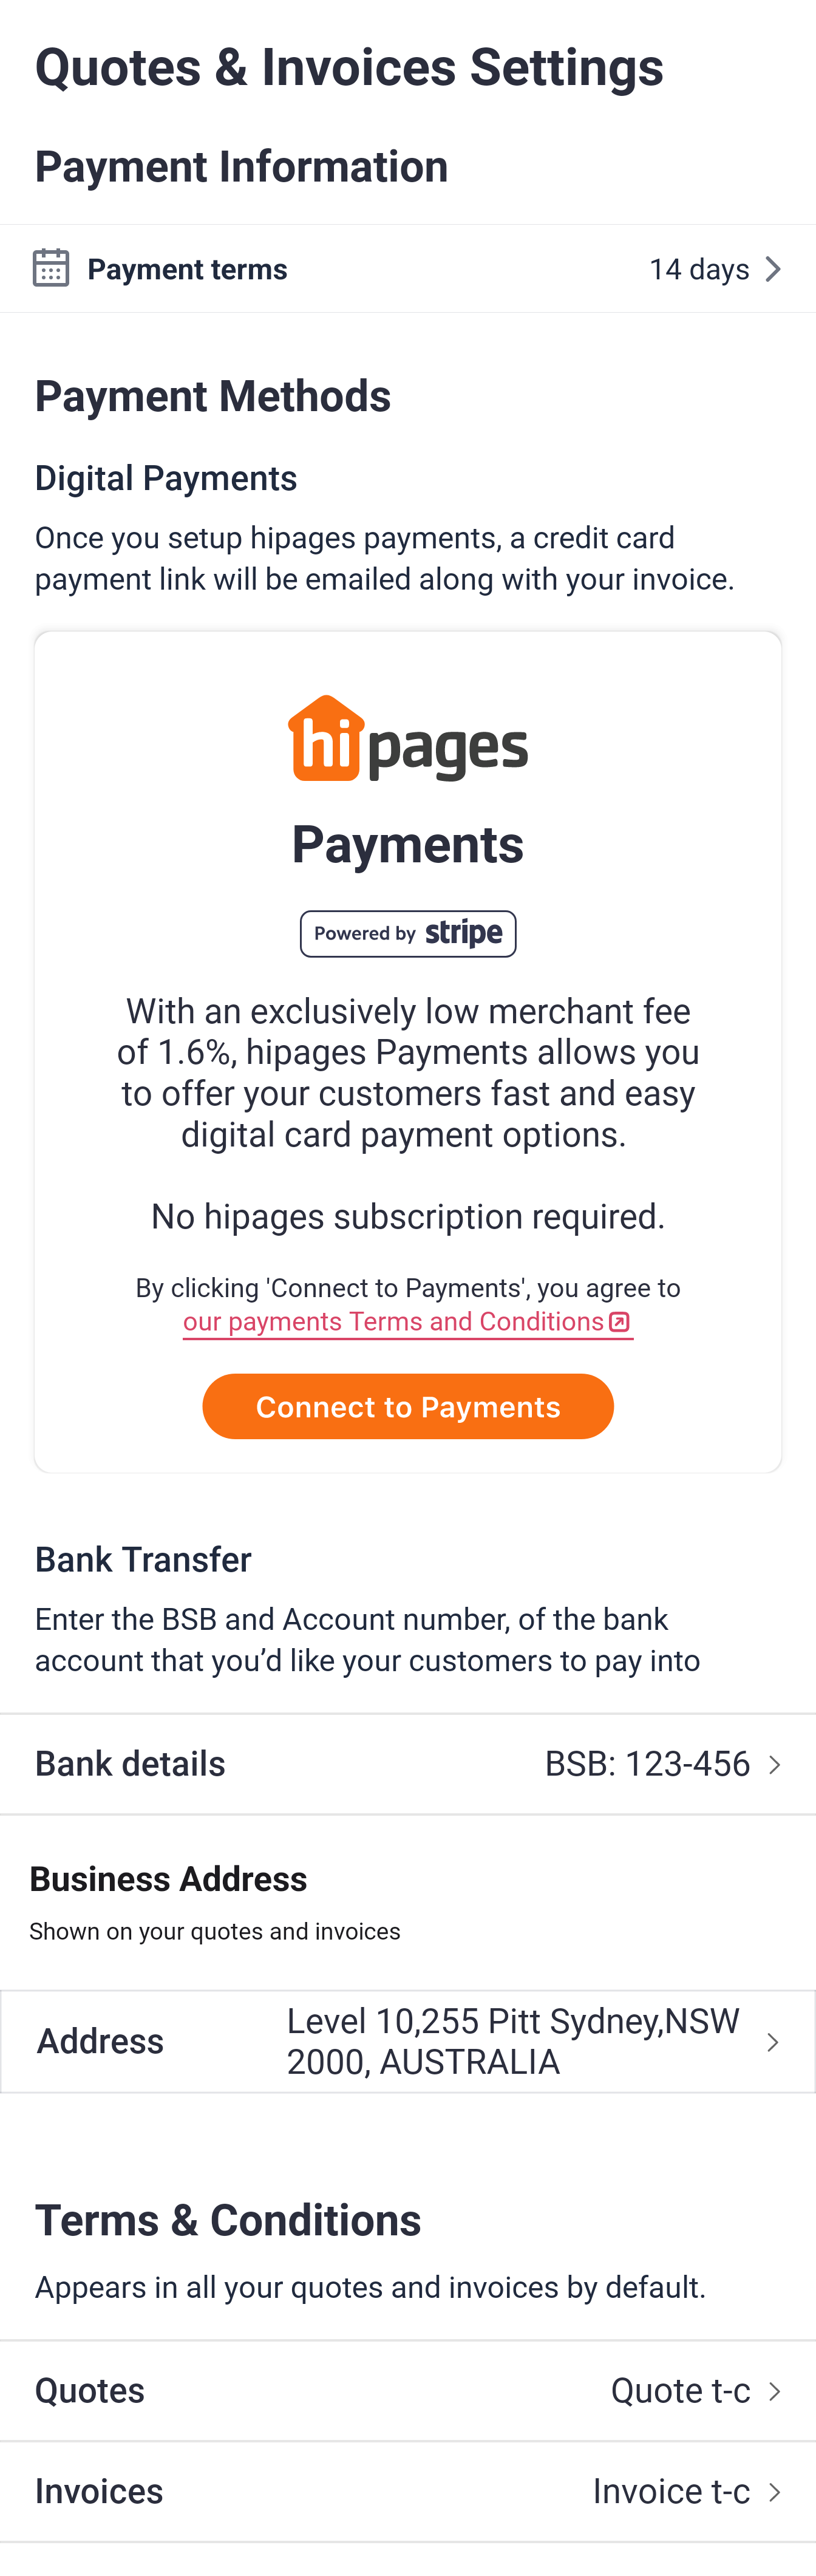 Quotes & Invoices Settings
Payment Information
Payment terms 14 days
Payment Methods
Digital Payments
Once you setup hipages payments, a credit card
payment link will be emailed along with your invoice.
hipages
Payments
Powered by stripe
With an exclusively low merchant fee
of 1.6%, hipages Payments allows you
to offer your customers fast and easy
digital card payment options.
No hipages subscription required.
By clicking 'Connect to Payments', you agree to
our payments Terms and Conditions
Connect to Payments
Bank Transfer
Enter the BSB and Account number, of the bank
account that you’d like your customers to pay into
Bank details BSB: 123-456
Business Address
Shown on your quotes and invoices
Address Level 10,255 Pitt Sydney,NSW
2000, AUSTRALIA
Terms & Conditions
Appears in all your quotes and invoices by default.
Quotes Quote t-c
Invoices Invoice t-c